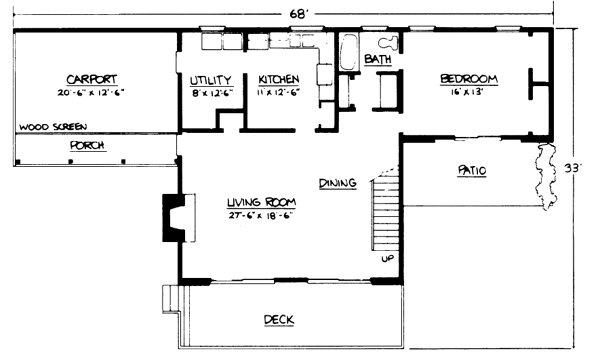 68'
CARPORT
20'-6" x 12'-6"
UTILITY
8' x 12'-6"
KITCHEN
11' x 12'-6"
BATH
BEDROOM
16' x 13'
WOOD SCREEN
PORCH
DINING
PATIO
33'
LIVING ROOM
27'-6" x 18'-6"
UP
DECK